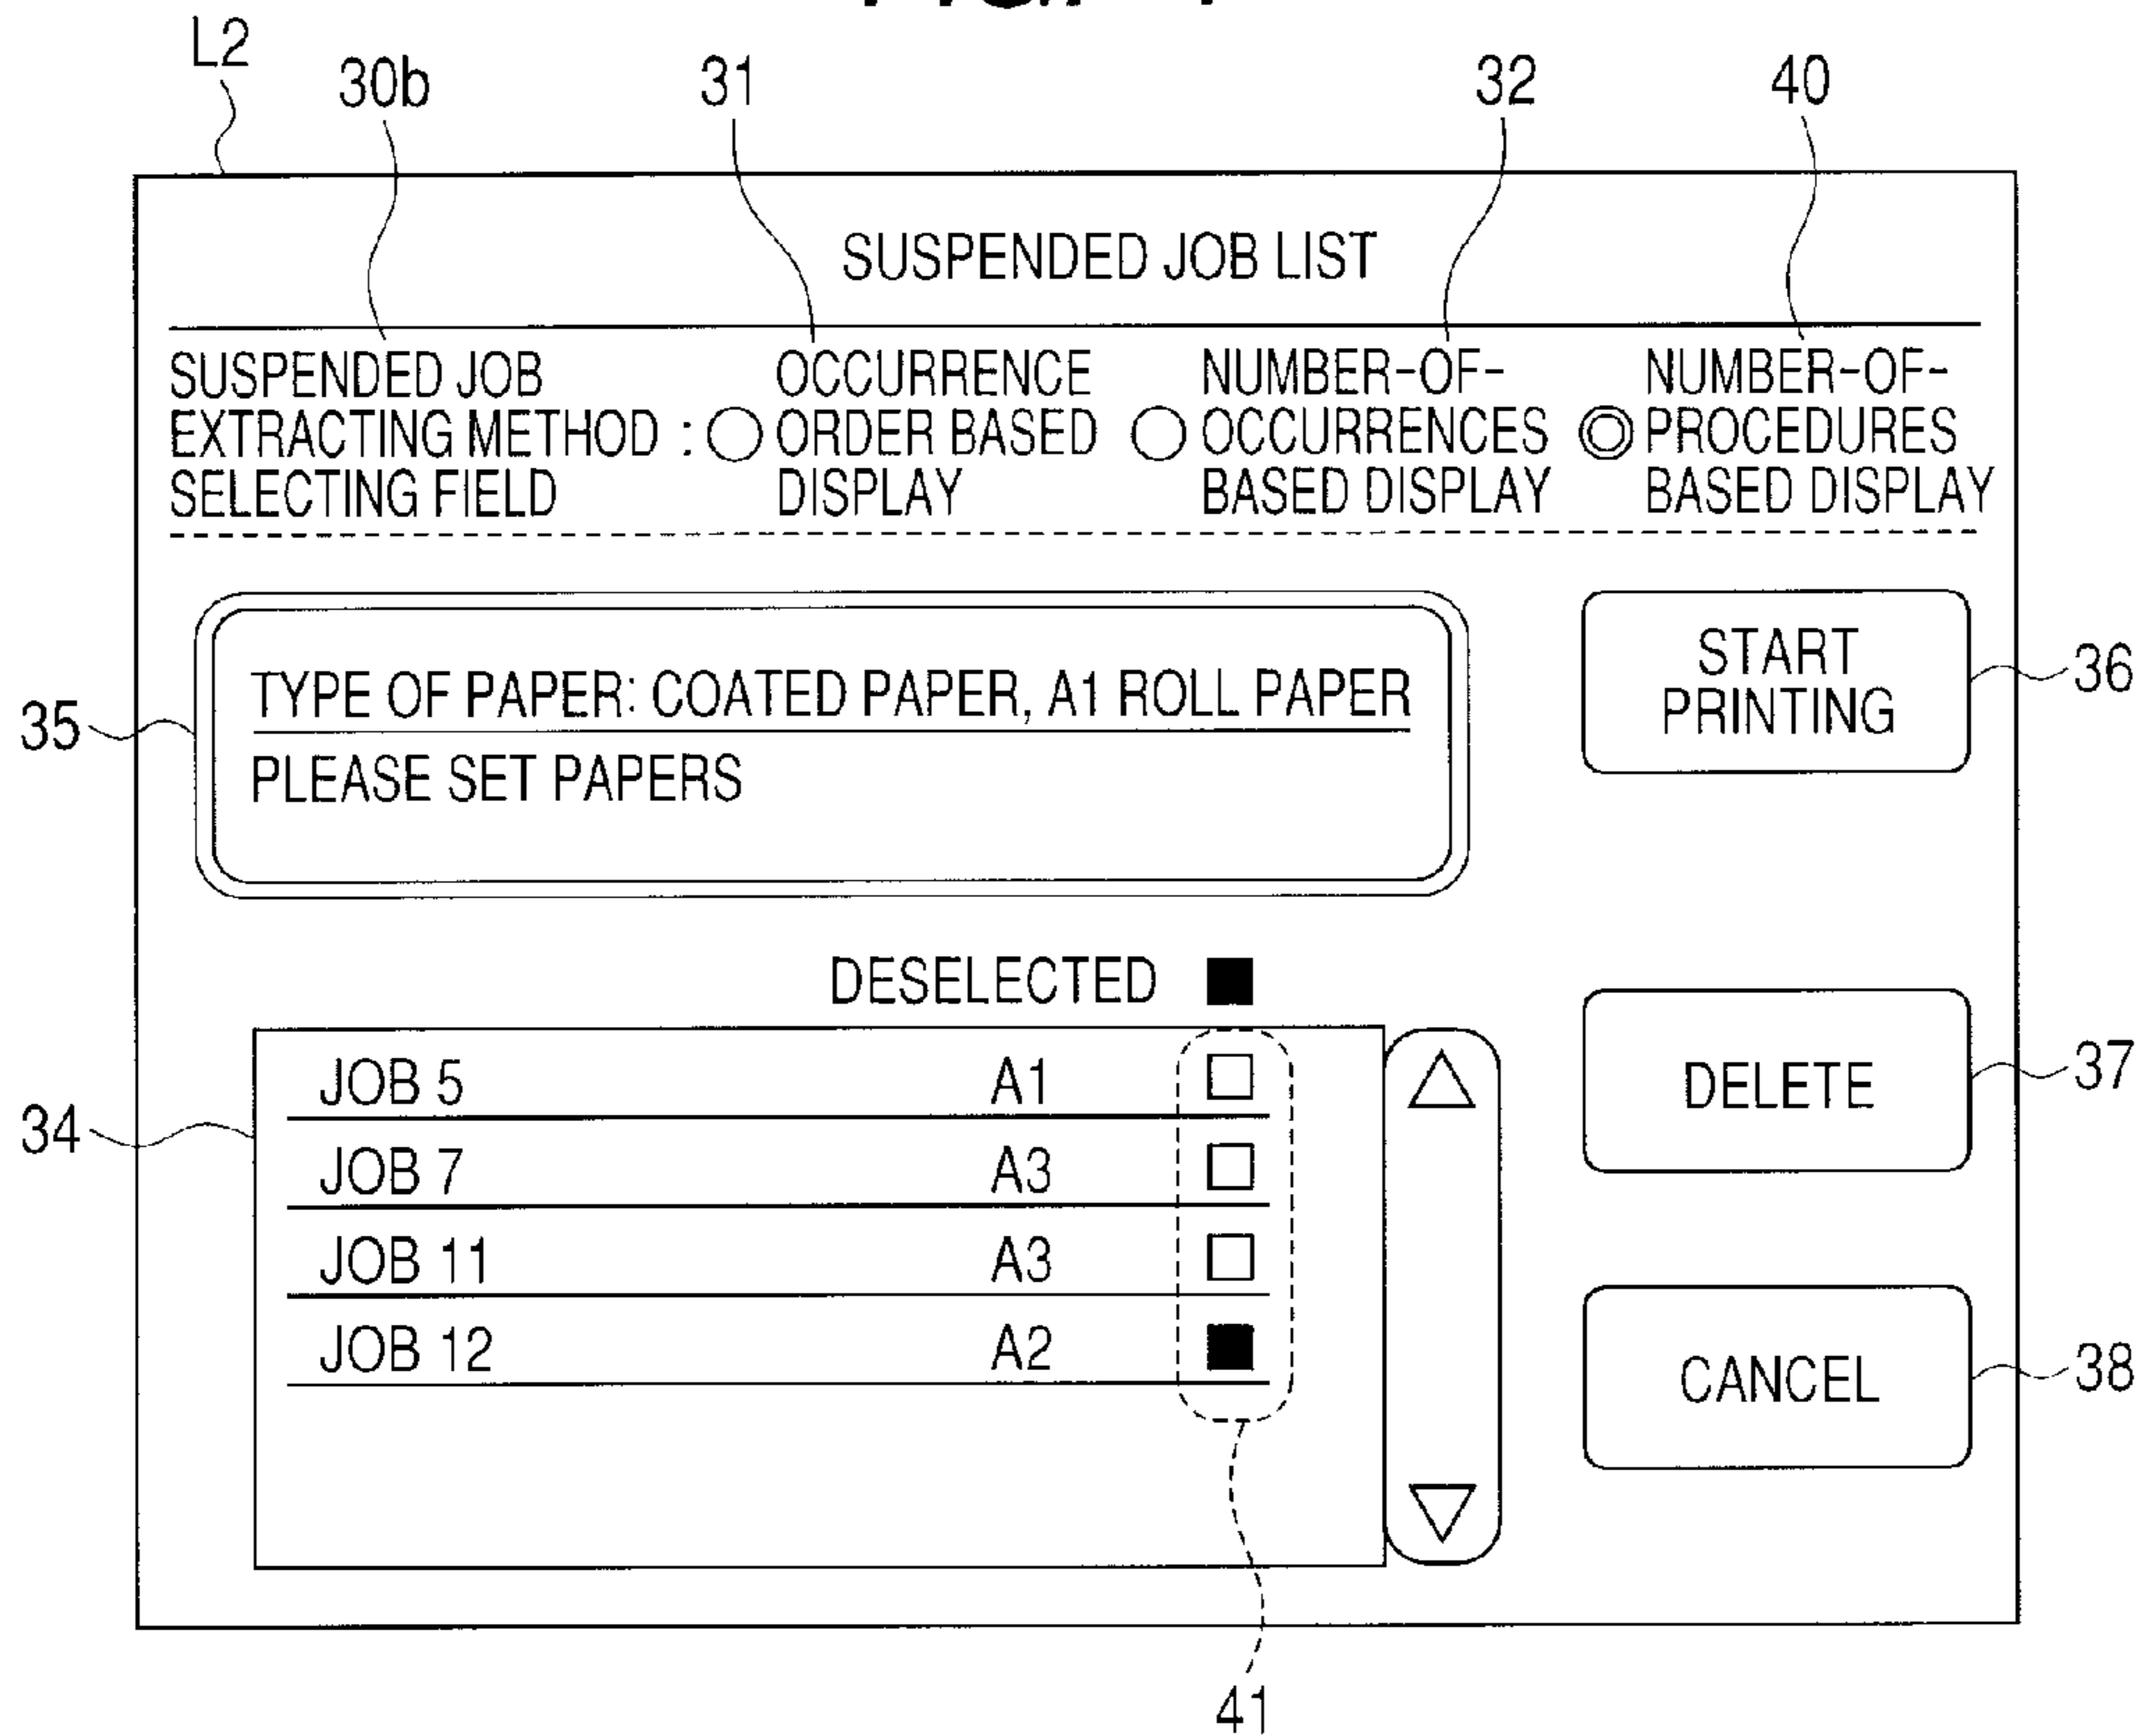 L2
30b
31
32
40
SUSPENDED JOB LIST
SUSPENDED JOB
EXTRACTING METHOD :
SELECTING FIELD
OCCURRENCE
ORDER BASED
DISPLAY
NUMBER-OF-
OCCURRENCES
BASED DISPLAY
NUMBER-OF-
PROCEDURES
BASED DISPLAY
35
TYPE OF PAPER: COATED PAPER, A1 ROLL PAPER
PLEASE SET PAPERS
START
PRINTING
36
DESELECTED ■
34
JOB 5 A1 □
JOB 7 A3 □
JOB 11 A3 □
JOB 12 A2 ■
DELETE
37
CANCEL
38
41